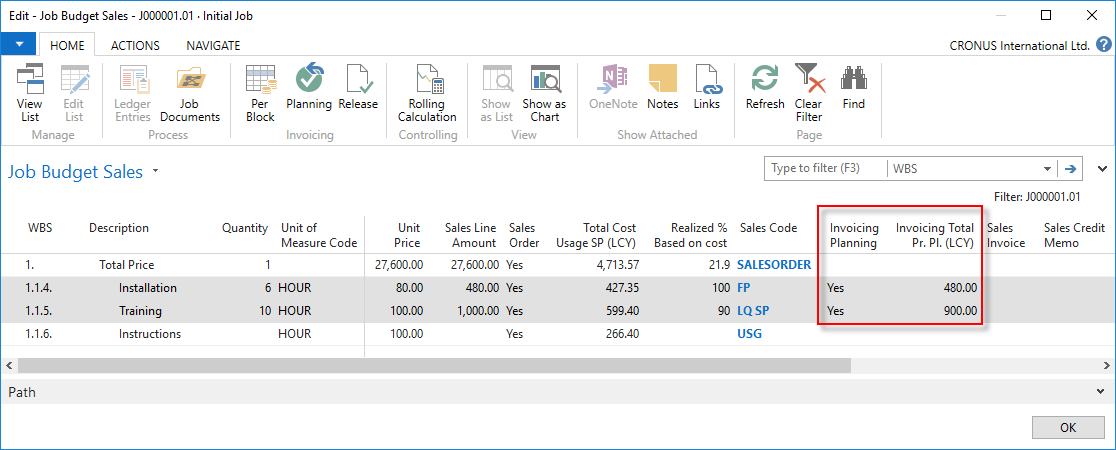 Edit - Job Budget Sales - J000001.01 · Initial Job
HOME ACTIONS NAVIGATE CRONUS International Ltd. ?
View List Edit List Ledger Entries Job Documents Per Block Planning Release Rolling Calculation Show as List Show as Chart OneNote Notes Links Refresh Clear Filter Find
Manage Process Invoicing Controlling View Show Attached Page
Job Budget Sales Type to filter (F3) WBS
Filter: J000001.01
WBS Description Quantity Unit of Measure Code Unit Price Sales Line Amount Sales Order Total Cost Usage SP (LCY) Realized % Based on cost Sales Code Invoicing Planning Invoicing Total Pr. Pl. (LCY) Sales Invoice Sales Credit Memo
1. Total Price 1 27,600.00 27,600.00 Yes 4,713.57 21.9 SALESORDER
1.1.4. Installation 6 HOUR 80.00 480.00 Yes 427.35 100 FP Yes 480.00
1.1.5. Training 10 HOUR 100.00 1,000.00 Yes 599.40 90 LQ SP Yes 900.00
1.1.6. Instructions HOUR 100.00 Yes 266.40 USG
Path
OK